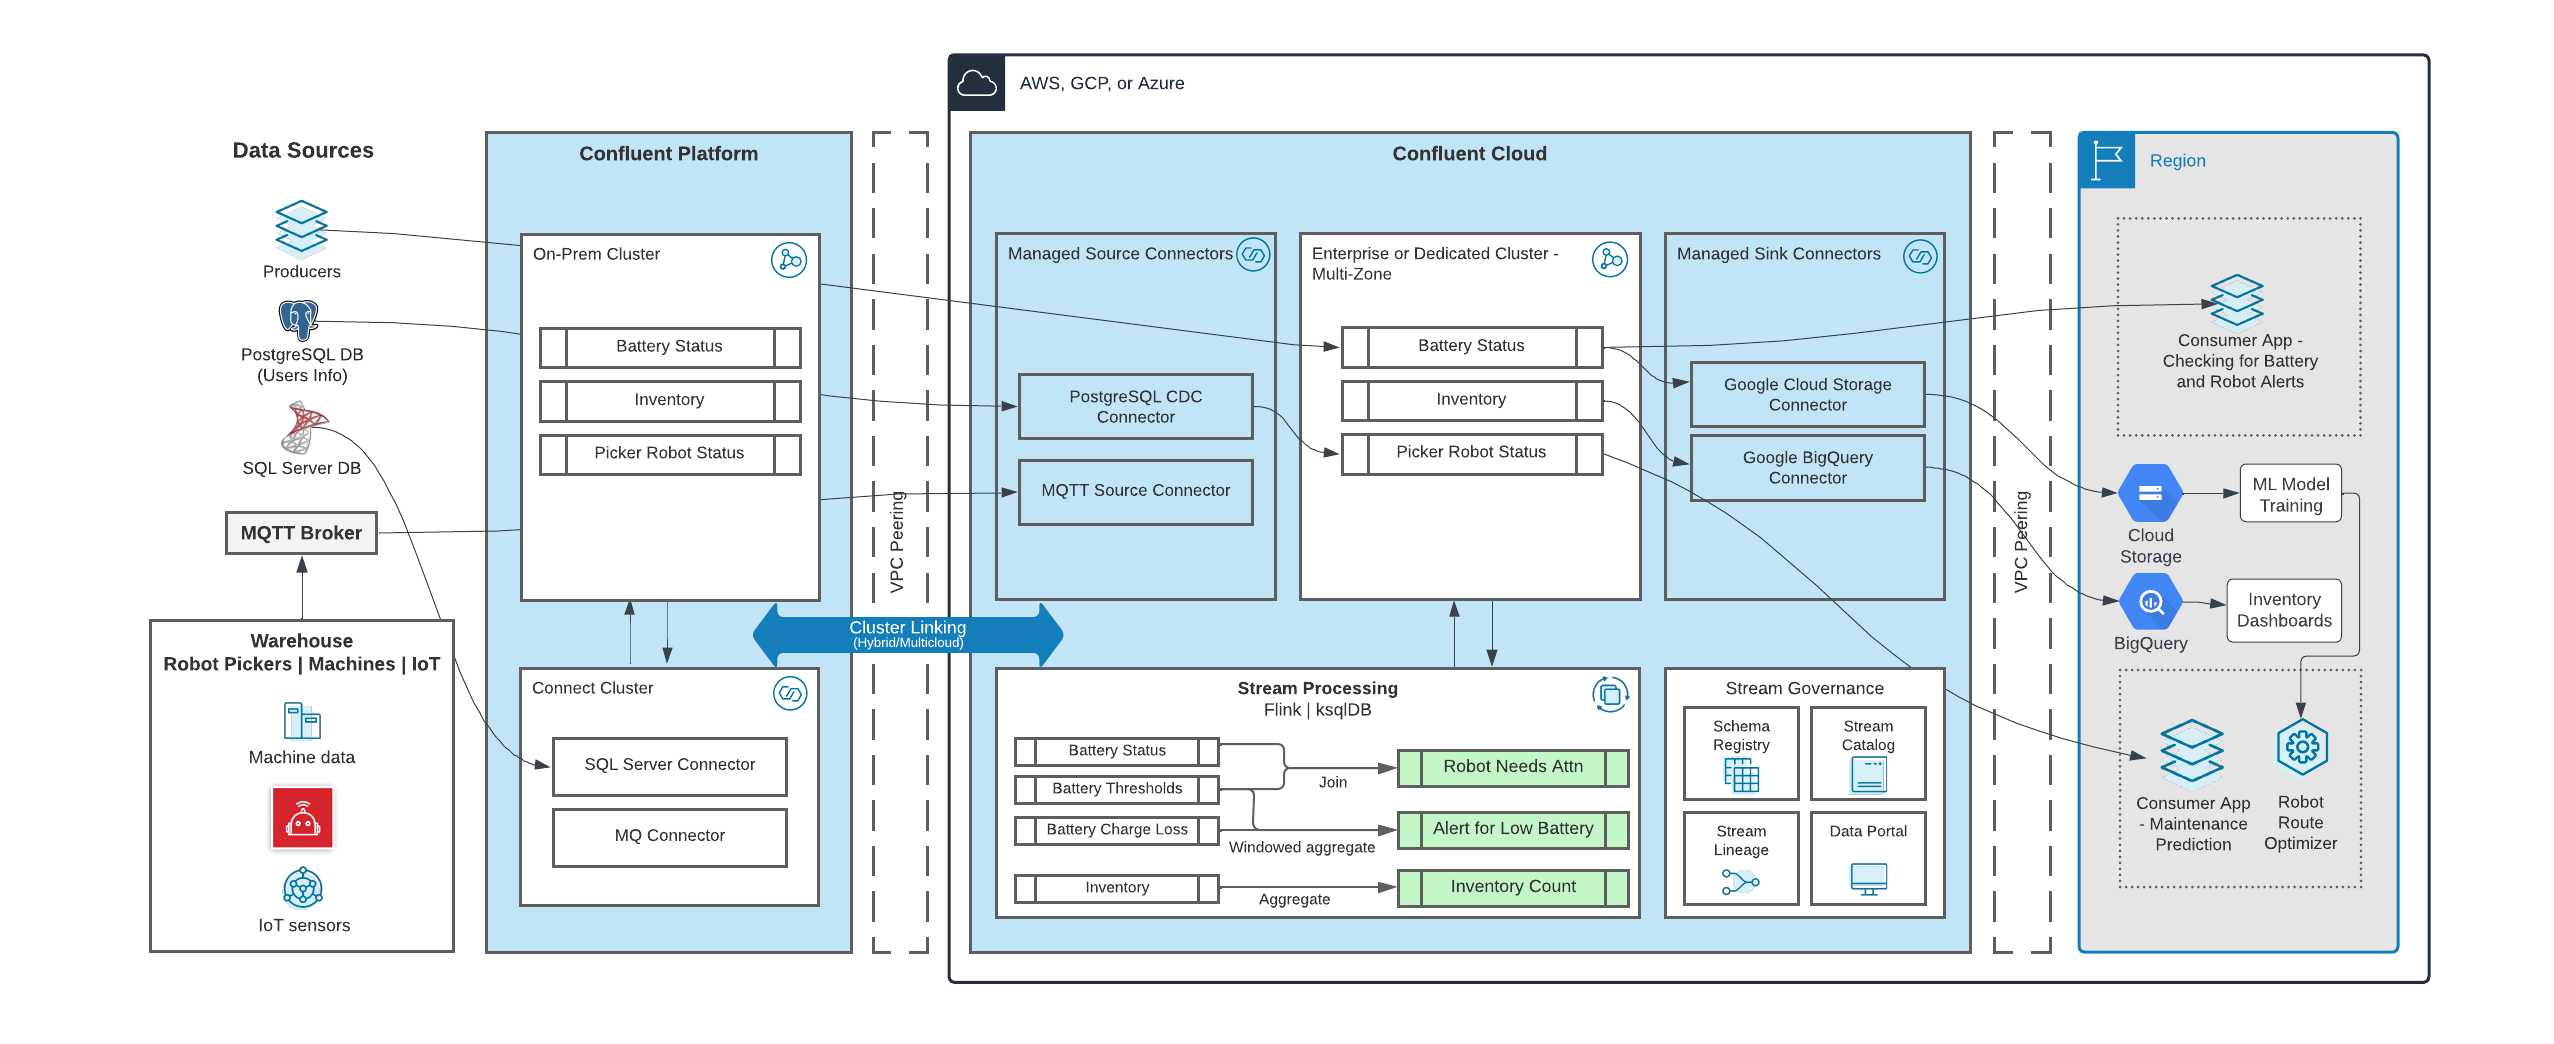 AWS, GCP, or Azure
Data Sources
Producers
PostgreSQL DB
(Users Info)
SQL Server DB
MQTT Broker
Warehouse
Robot Pickers | Machines | IoT
Machine data
IoT sensors
Confluent Platform
On-Prem Cluster
Battery Status
Inventory
Picker Robot Status
Connect Cluster
SQL Server Connector
MQ Connector
VPC Peering
Cluster Linking
(Hybrid/Multicloud)
Confluent Cloud
Managed Source Connectors
PostgreSQL CDC
Connector
MQTT Source Connector
Enterprise or Dedicated Cluster -
Multi-Zone
Battery Status
Inventory
Picker Robot Status
Managed Sink Connectors
Google Cloud Storage
Connector
Google BigQuery
Connector
Stream Processing
Flink | ksqlDB
Battery Status
Battery Thresholds
Battery Charge Loss
Inventory
Join
Windowed aggregate
Aggregate
Robot Needs Attn
Alert for Low Battery
Inventory Count
Stream Governance
Schema
Registry
Stream
Catalog
Stream
Lineage
Data Portal
VPC Peering
Region
Consumer App -
Checking for Battery
and Robot Alerts
Cloud
Storage
ML Model
Training
BigQuery
Inventory
Dashboards
Consumer App
- Maintenance
Prediction
Robot
Route
Optimizer